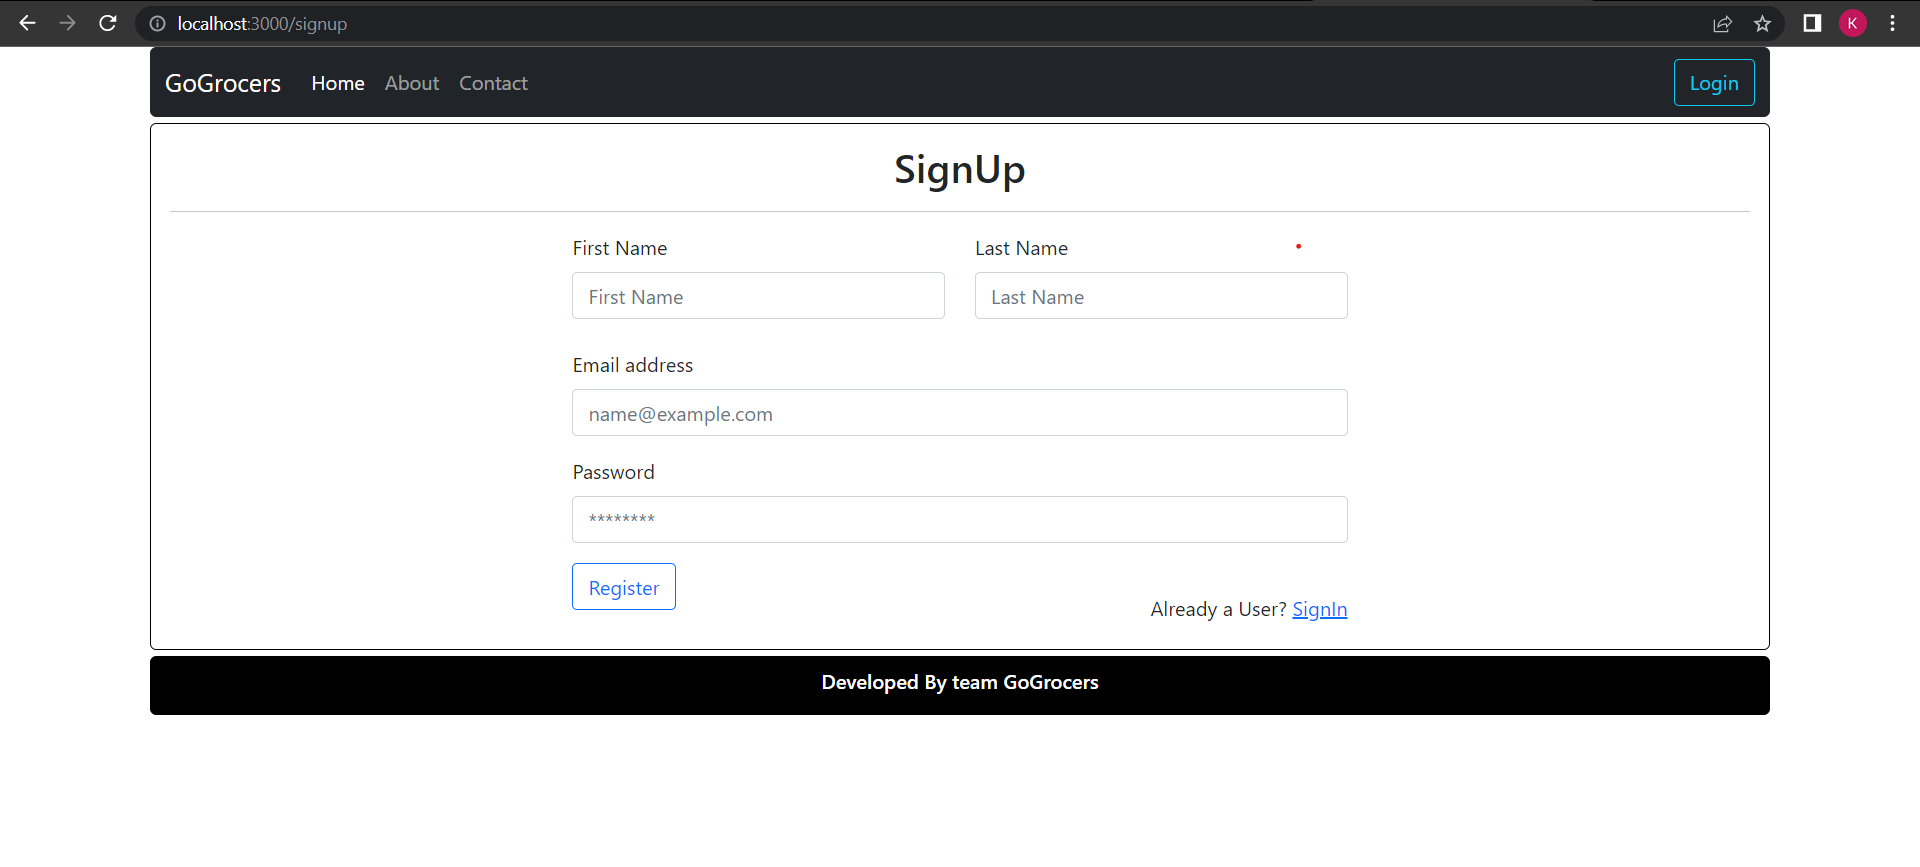 localhost:3000/signup
K
GoGrocers Home About Contact Login
SignUp
First Name Last Name
First Name Last Name
Email address
name@example.com
Password
********
Register
Already a User? SignIn
Developed By team GoGrocers